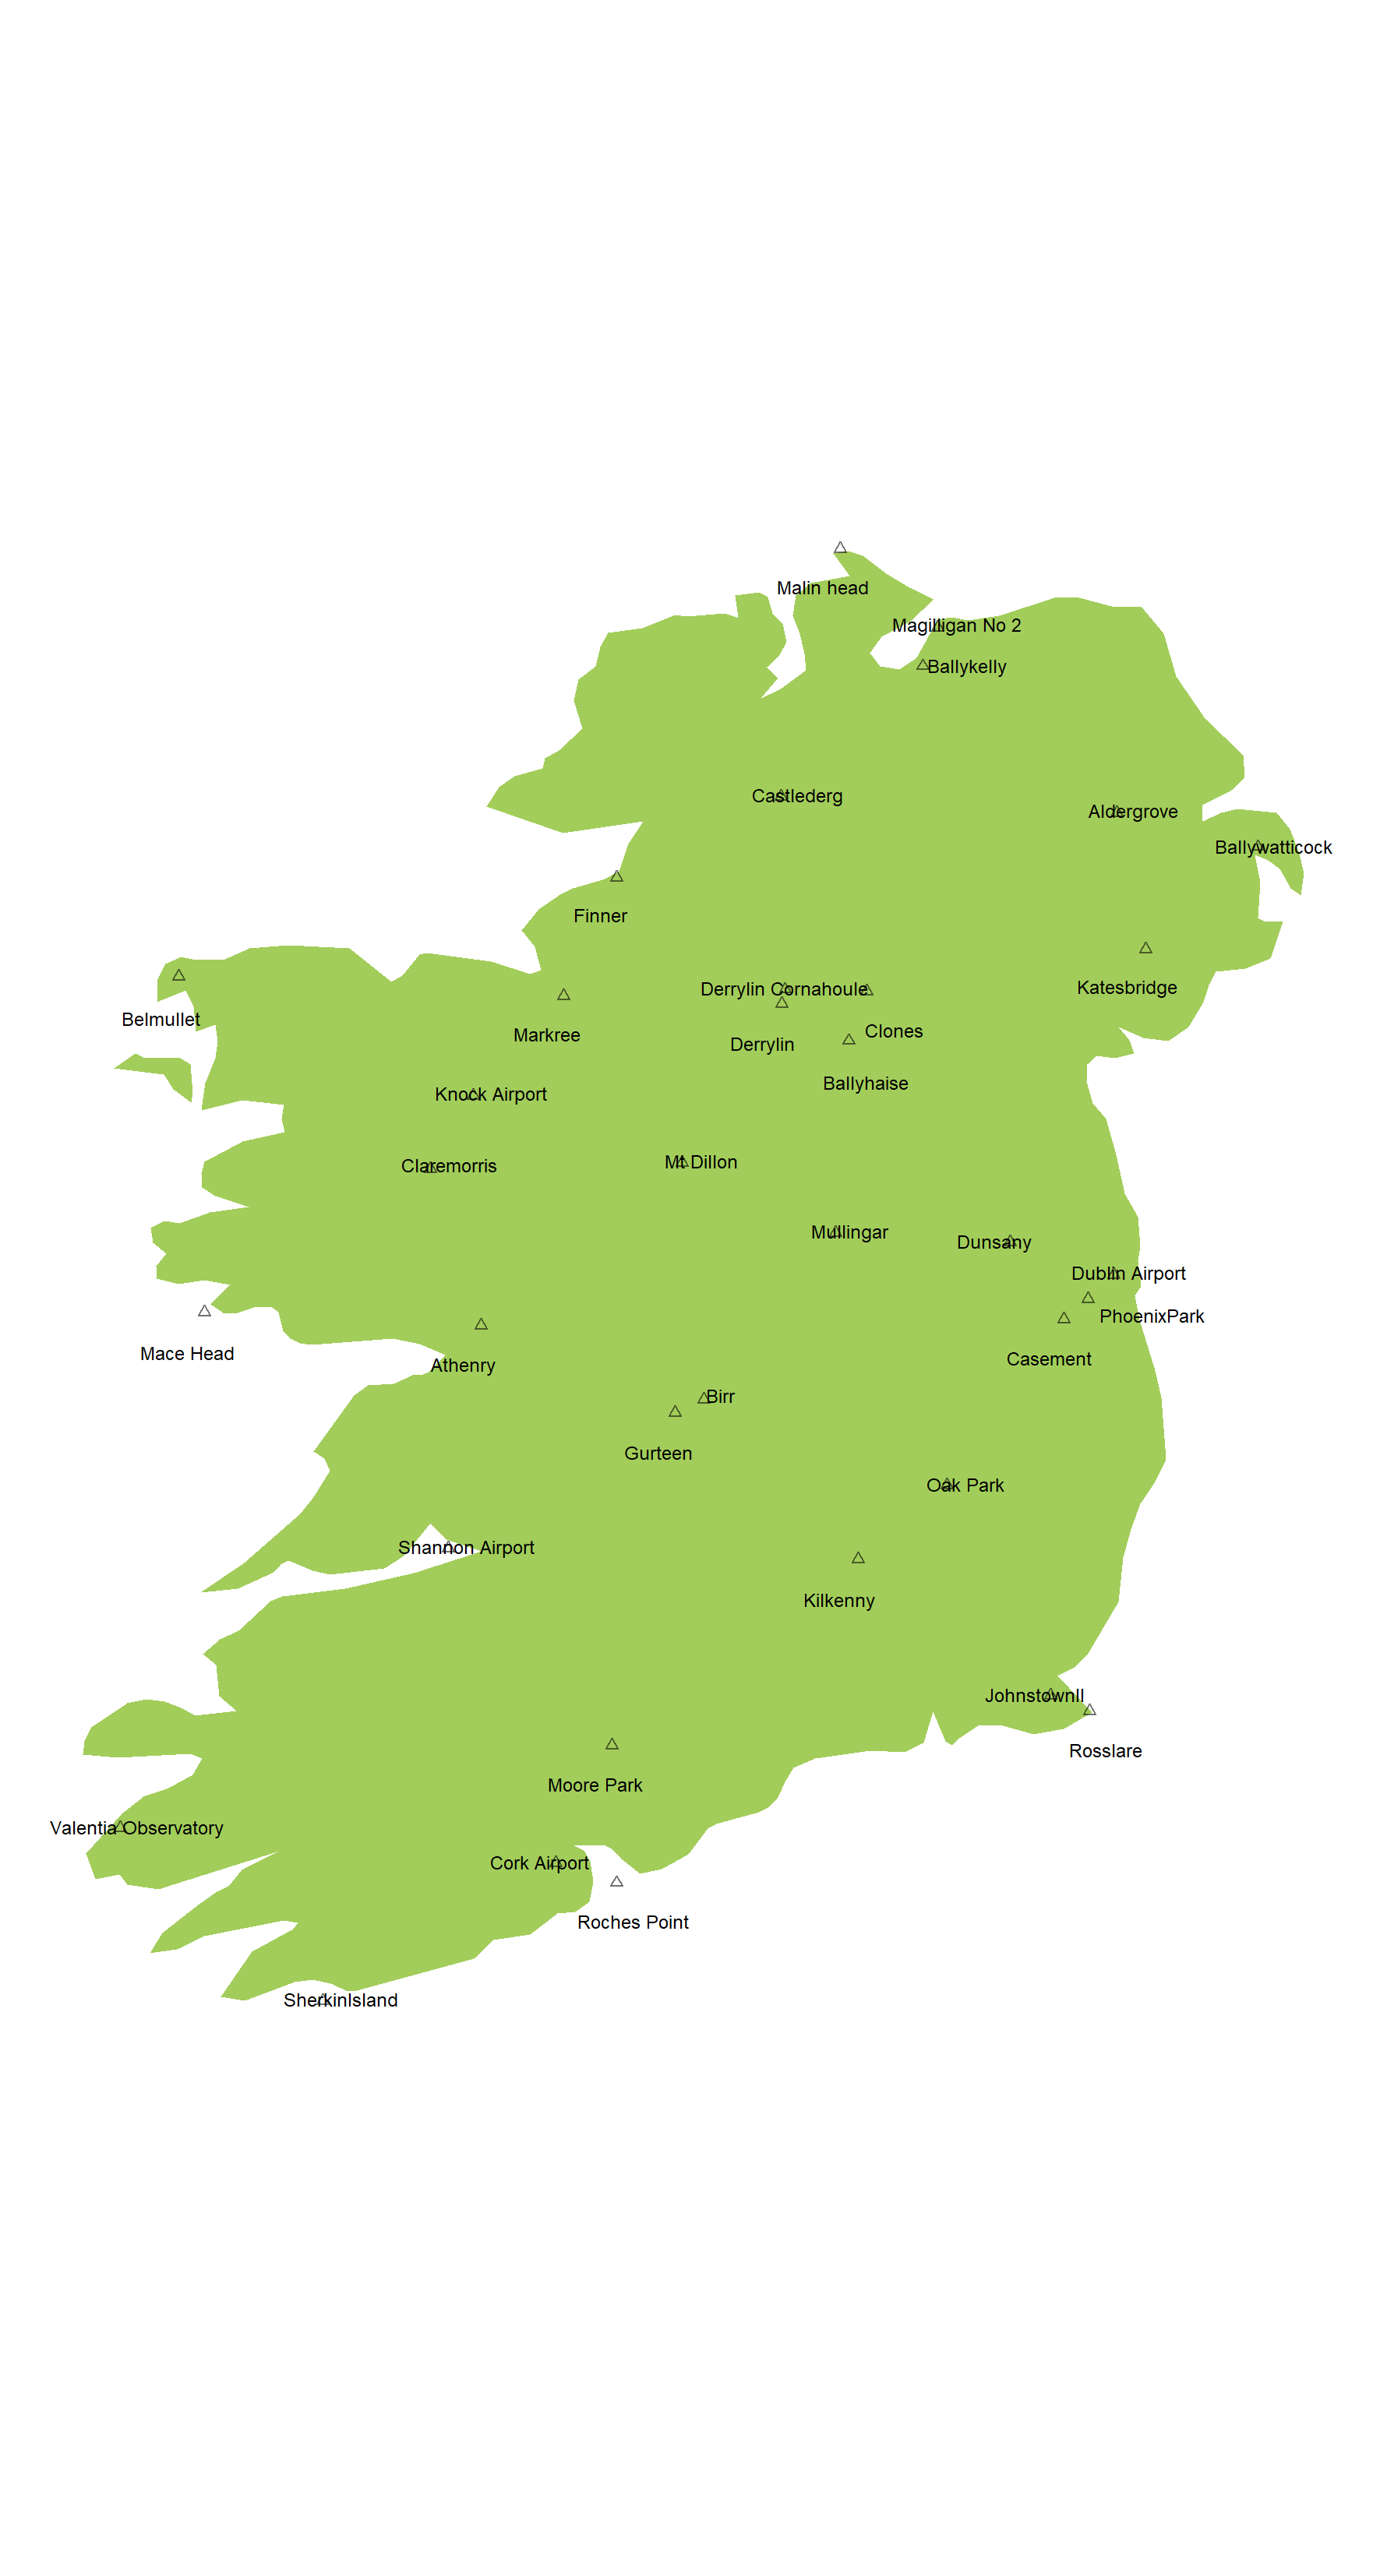 Malin head
Magilligan No 2
Ballykelly
Castlederg
Aldergrove
Ballywatticock
Finner
Derrylin Cornahoule
Katesbridge
Belmullet
Clones
Markree
Derrylin
Ballyhaise
Knock Airport
Mt Dillon
Claremorris
Mullingar
Dunsany
Dublin Airport
PhoenixPark
Mace Head
Casement
Athenry
Birr
Gurteen
Oak Park
Shannon Airport
Kilkenny
JohnstownII
Rosslare
Moore Park
Valentia Observatory
Cork Airport
Roches Point
SherkinIsland